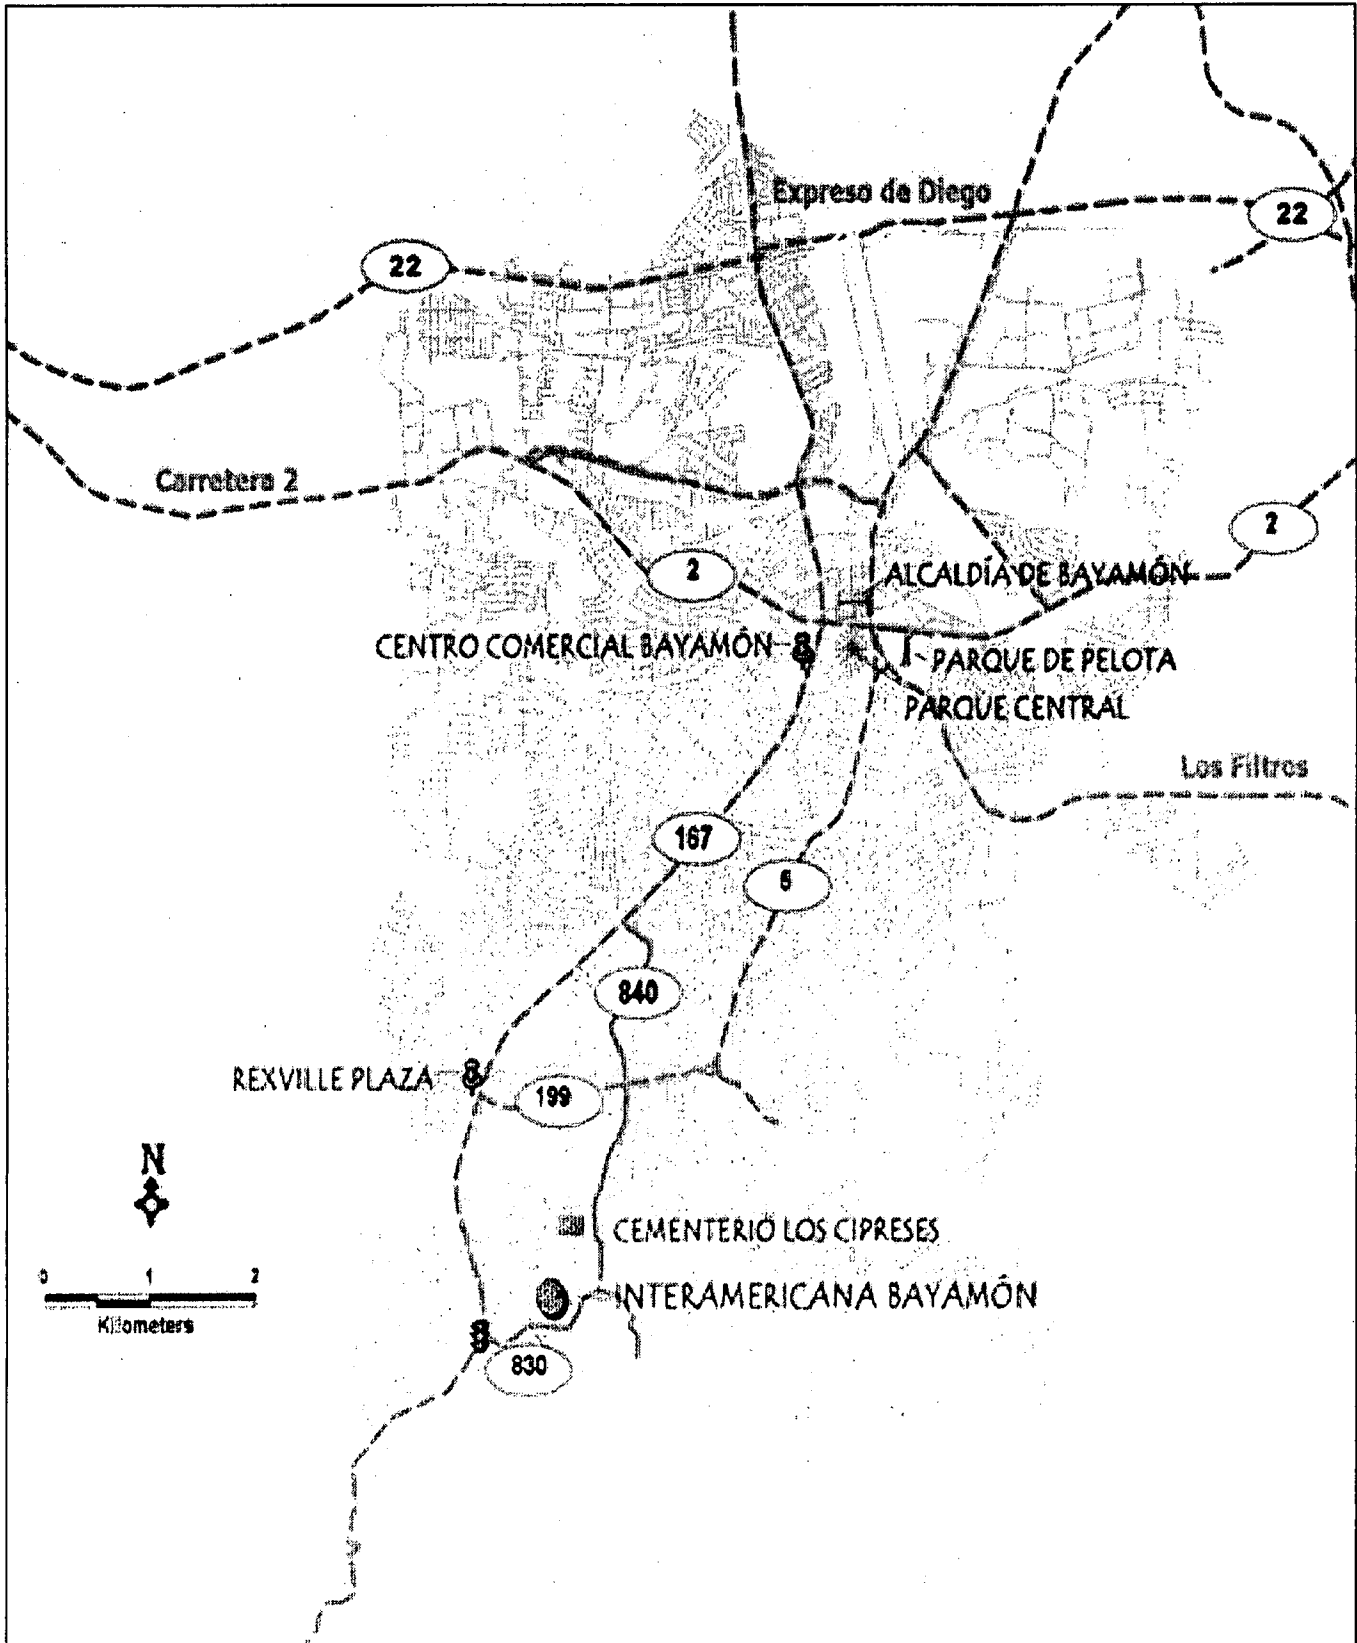 Expreso de Diego
22
22
Carretera 2
2
2
ALCALDÍA DE BAYAMÓN
CENTRO COMERCIAL BAYAMÓN
PARQUE DE PELOTA
PARQUE CENTRAL
Los Filtros
167
5
840
REXVILLE PLAZA
199
N
CEMENTERIO LOS CIPRESES
0 1 2
INTERAMERICANA BAYAMÓN
Kilometers
830